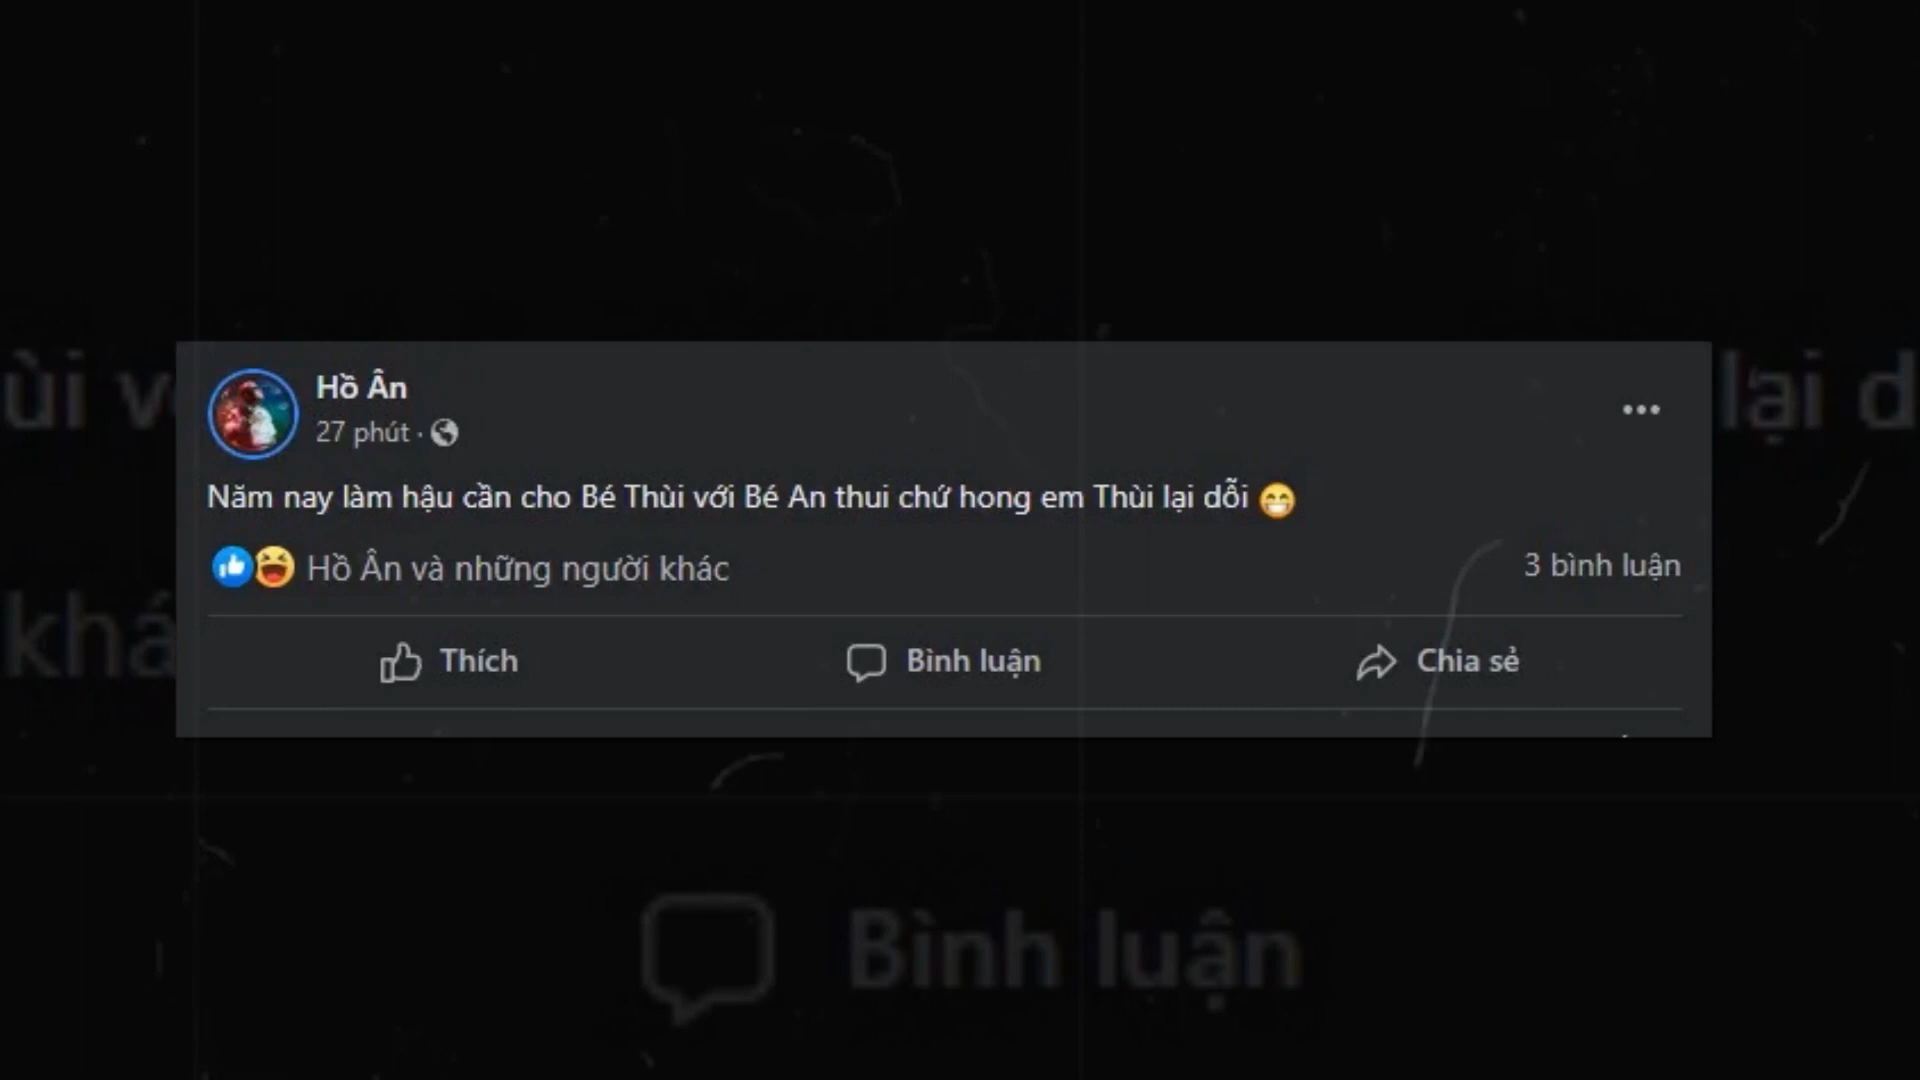 Hồ Ân
27 phút ·
Năm nay làm hậu cần cho Bé Thùi với Bé An thui chứ hong em Thùi lại dỗi 😁
Hồ Ân và những người khác
3 bình luận
Thích
Bình luận
Chia sẻ
lại d
khá
Bình luận